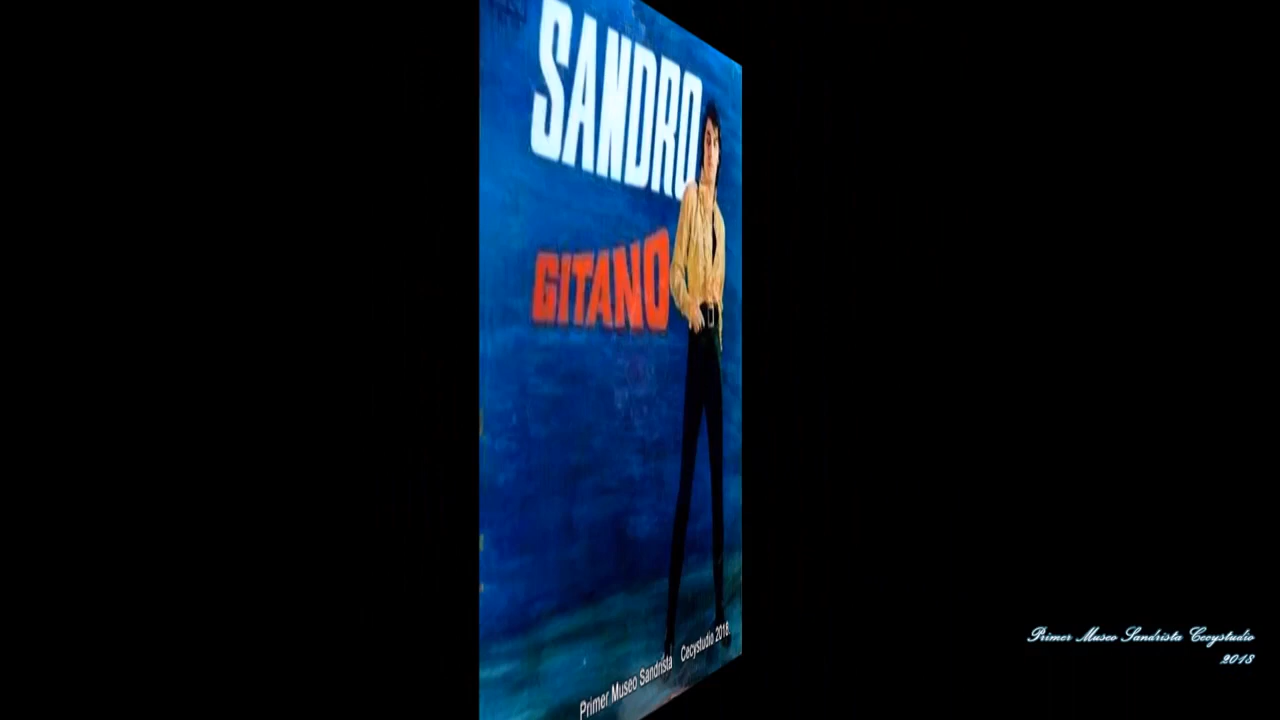 SANDRO
GITANO
Primer Museo Sandrista Cecystudio 2018.
Primer Museo Sandrista Cecystudio
2018